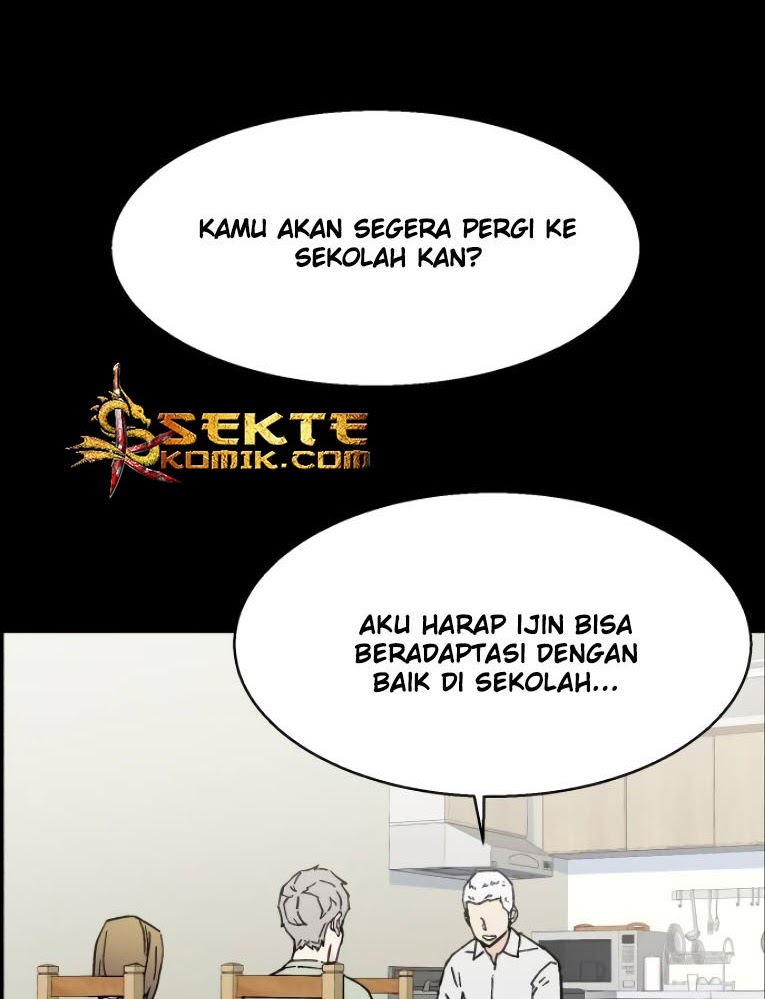 KAMU AKAN SEGERA PERGI KE
SEKOLAH KAN?
SEKTE
KOMIK.COM
AKU HARAP IJIN BISA
BERADAPTASI DENGAN
BAIK DI SEKOLAH...